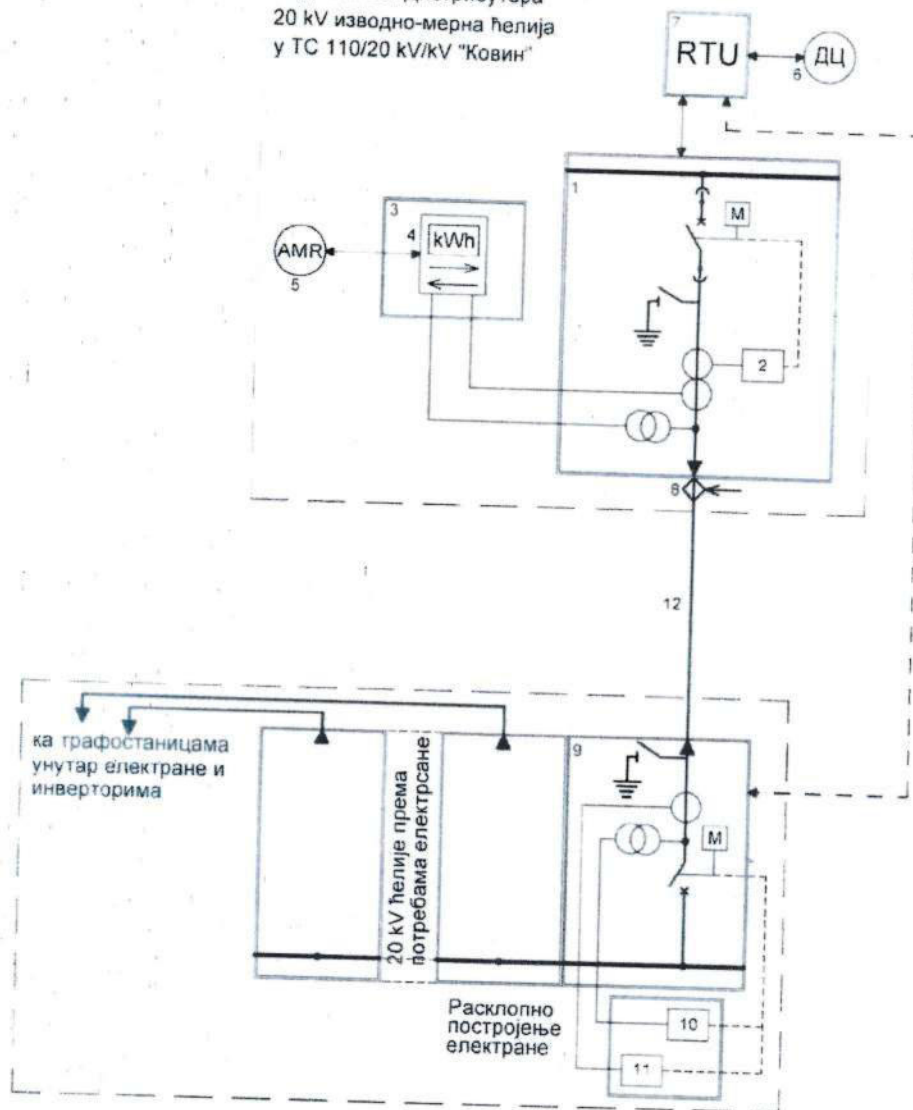 20 kV изводно-мерна ћелија
у ТС 110/20 kV/kV "Ковин"
7
RTU
6
ДЦ
1
M
3
4
kWh
AMR
5
2
8
12
ка трафостаницама
унутар електране и
инверторима
20 kV ћелије према
потребама електрсане
9
M
Расклопно
постројење
електране
10
11